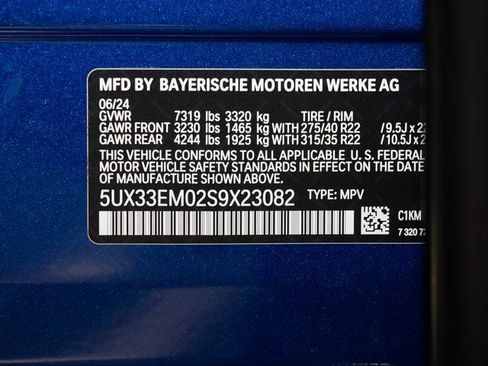 MFD BY BAYERISCHE MOTOREN WERKE AG
06/24
GVWR 7319 lbs 3320 kg TIRE / RIM
GAWR FRONT 3230 lbs 1465 kg WITH 275/40 R22 /9.5J x 22
GAWR REAR 4244 lbs 1925 kg WITH 315/35 R22 /10.5J x
THIS VEHICLE CONFORMS TO ALL APPLICABLE U. S. FEDERAL
MOTOR VEHICLE SAFETY STANDARDS IN EFFECT ON THE DATE
OF MANUFACTURE SHOWN ABOVE.
5UX33EM02S9X23082 TYPE: MPV
C1KM
7 320